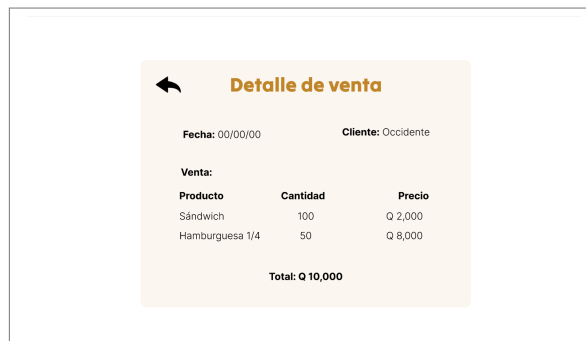 Detalle de venta
Fecha: 00/00/00 Cliente: Occidente
Venta:
Producto Cantidad Precio
Sándwich 100 Q 2,000
Hamburguesa 1/4 50 Q 8,000
Total: Q 10,000